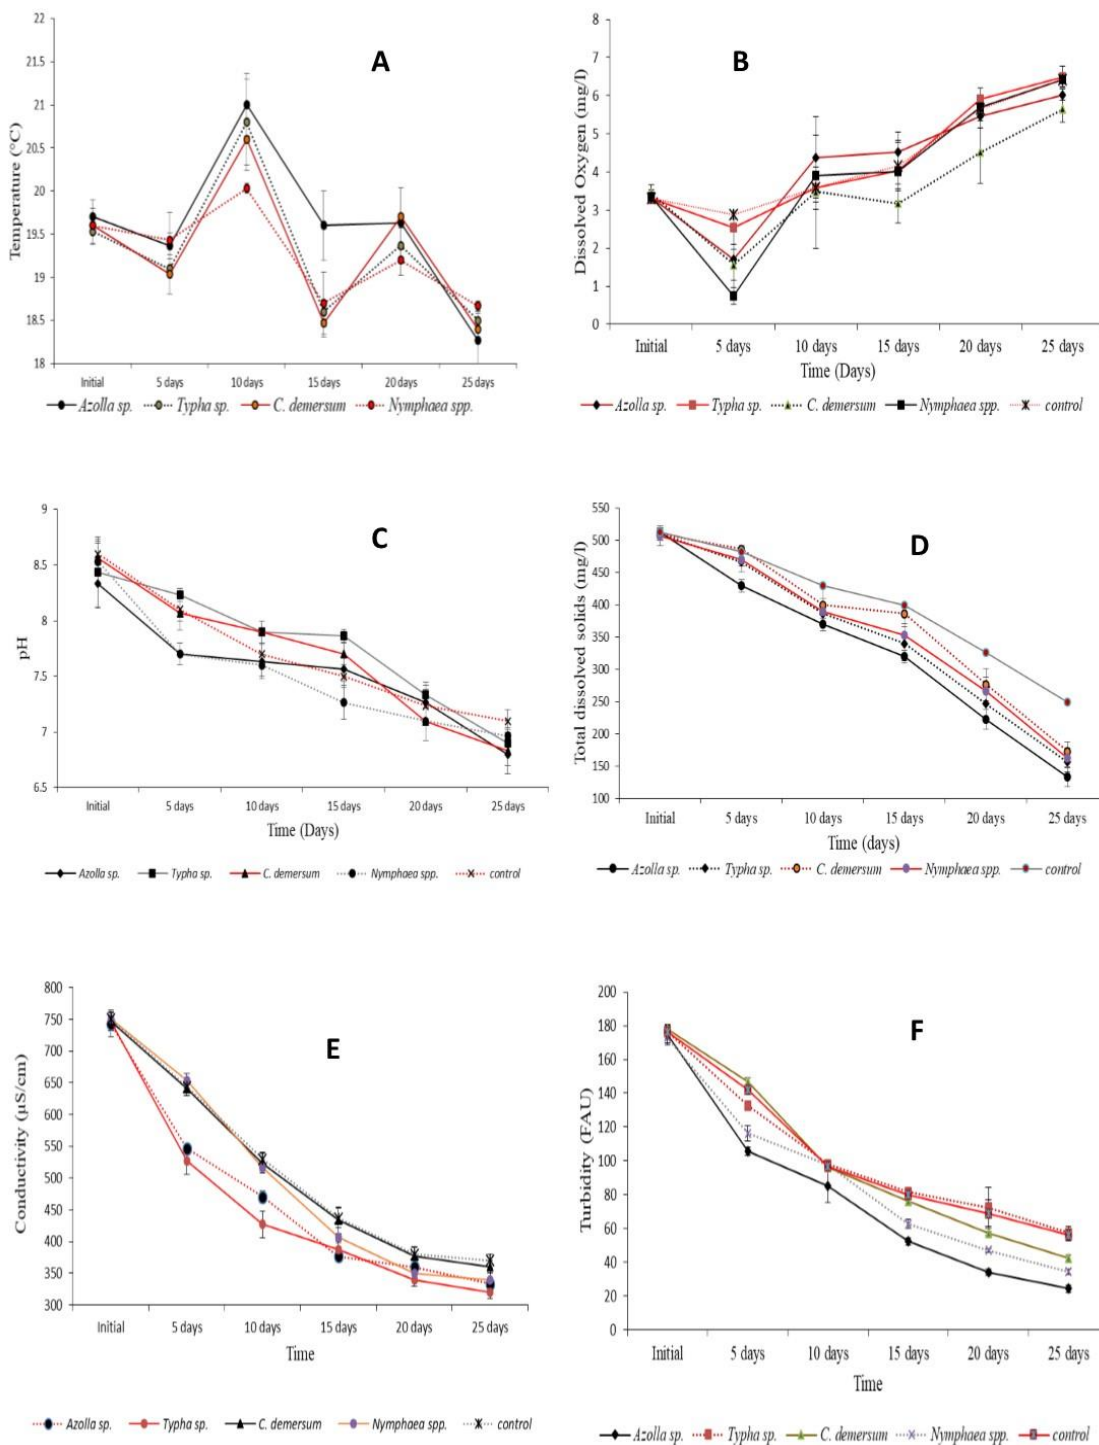 A
Temperature (°C)
22
21.5
21
20.5
20
19.5
19
18.5
18
Initial 5 days 10 days 15 days 20 days 25 days
Azolla sp. Typha sp. C. demersum Nymphaea spp.
B
Dissolved Oxygen (mg/l)
8
7
6
5
4
3
2
1
0
Initial 5 days 10 days 15 days 20 days 25 days
Time (Days)
Azolla sp. Typha sp. C. demersum Nymphaea spp. control
C
pH
9
8.5
8
7.5
7
6.5
Initial 5 days 10 days 15 days 20 days 25 days
Time (Days)
Azolla sp. Typha sp. C. demersum Nymphaea spp. control
D
Total dissolved solids (mg/l)
550
500
450
400
350
300
250
200
150
100
Initial 5 days 10 days 15 days 20 days 25 days
Time (days)
Azolla sp. Typha sp. C. demersum Nymphaea spp. control
E
Conductivity (µS/cm)
800
750
700
650
600
550
500
450
400
350
300
Initial 5 days 10 days 15 days 20 days 25 days
Time
Azolla sp. Typha sp. C. demersum Nymphaea spp. control
F
Turbidity (FAU)
200
180
160
140
120
100
80
60
40
20
0
Initial 5 days 10 days 15 days 20 days 25 days
Time
Azolla sp. Typha sp. C. demersum Nymphaea spp. control